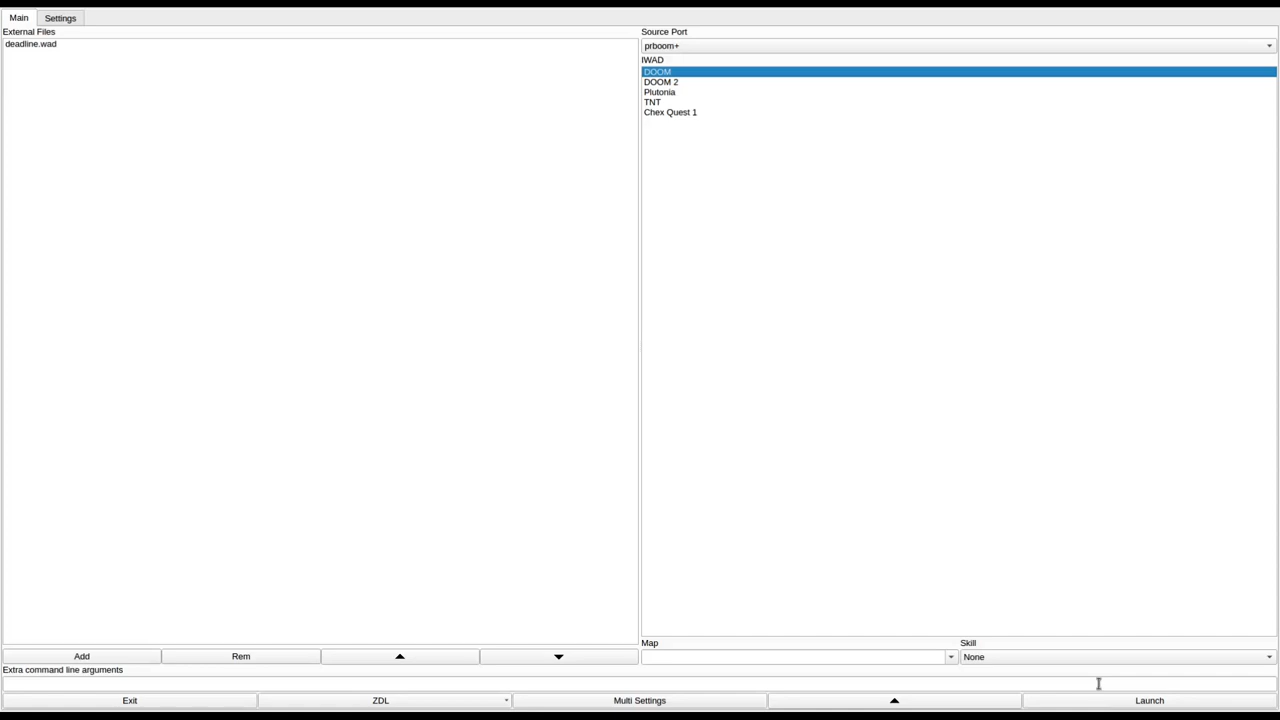 Main Settings
External Files
deadline.wad
Add Rem
Extra command line arguments
Source Port
prboom+
IWAD
DOOM
DOOM 2
Plutonia
TNT
Chex Quest 1
Map Skill
None
Exit ZDL Multi Settings Launch